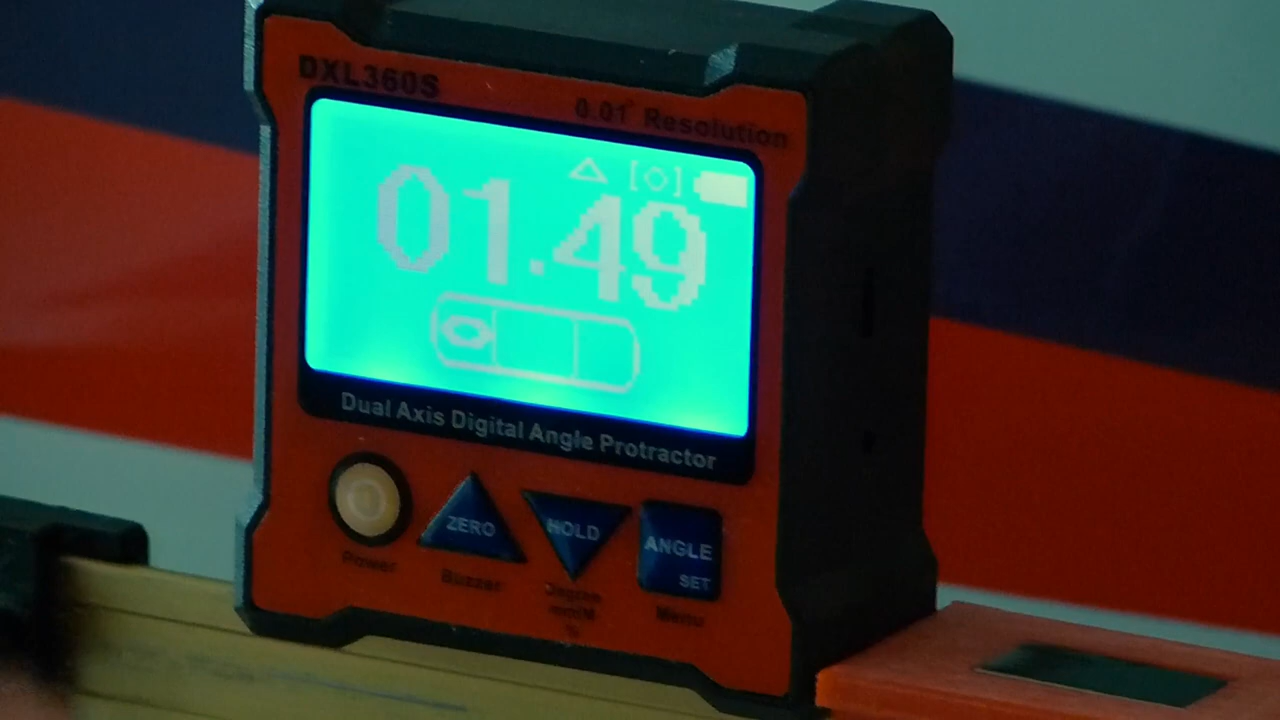 DXL360S
0.01° Resolution
01.49
Dual Axis Digital Angle Protractor
ZERO
HOLD
ANGLE
SET
Power
Buzzer
Degree
mm/M
%
Menu